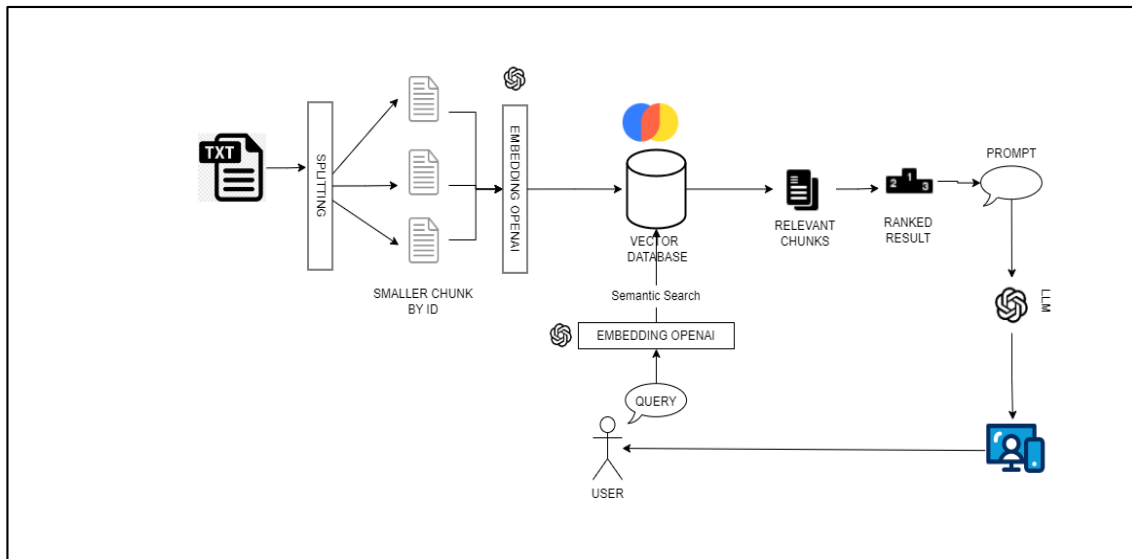 TXT
SPLITTING
SMALLER CHUNK
BY ID
EMBEDDING OPENAI
VECTOR
DATABASE
Semantic Search
EMBEDDING OPENAI
QUERY
USER
RELEVANT
CHUNKS
RANKED
RESULT
2 1 3
PROMPT
LLM